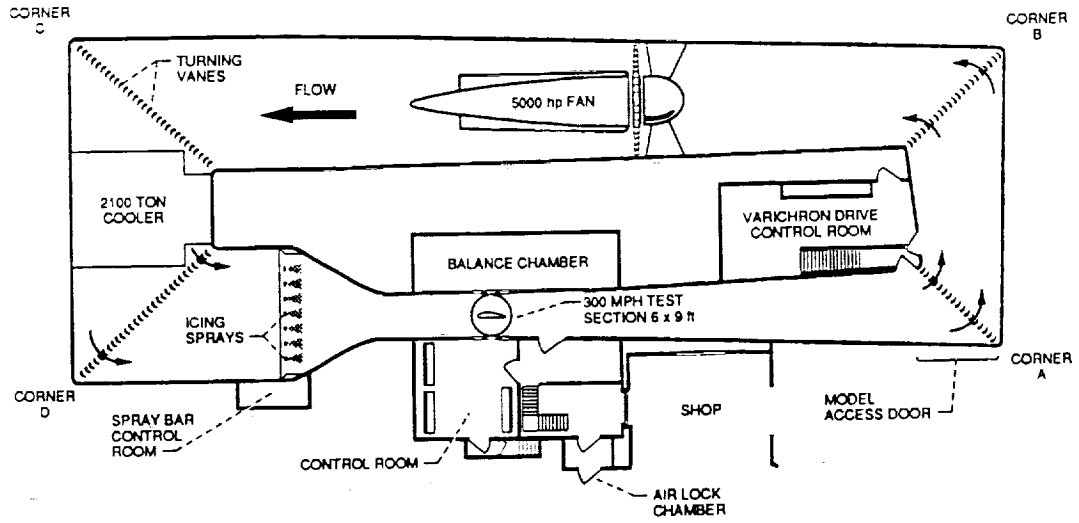 CORNER
C
CORNER
B
TURNING
VANES
FLOW
5000 hp FAN
2100 TON
COOLER
VARICHRON DRIVE
CONTROL ROOM
BALANCE CHAMBER
300 MPH TEST
SECTION 6 x 9 ft
ICING
SPRAYS
CORNER
D
CORNER
A
SPRAY BAR
CONTROL
ROOM
CONTROL ROOM
SHOP
MODEL
ACCESS DOOR
AIR LOCK
CHAMBER